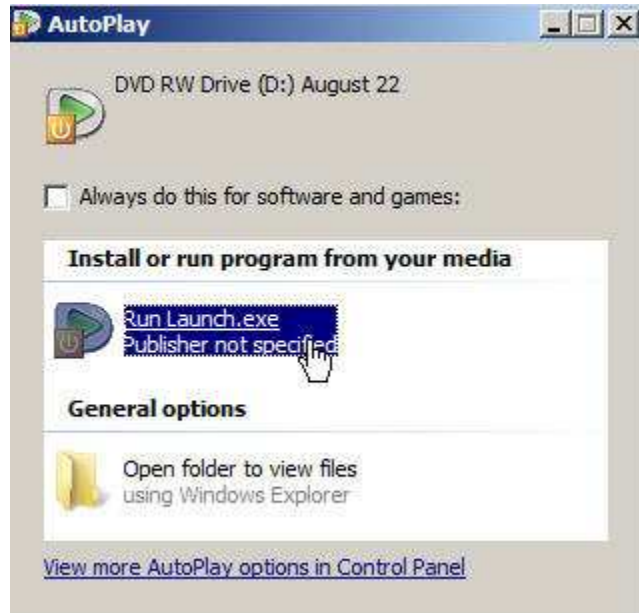 AutoPlay
DVD RW Drive (D:) August 22
Always do this for software and games:
Install or run program from your media
Run Launch.exe
Publisher not specified
General options
Open folder to view files
using Windows Explorer
View more AutoPlay options in Control Panel